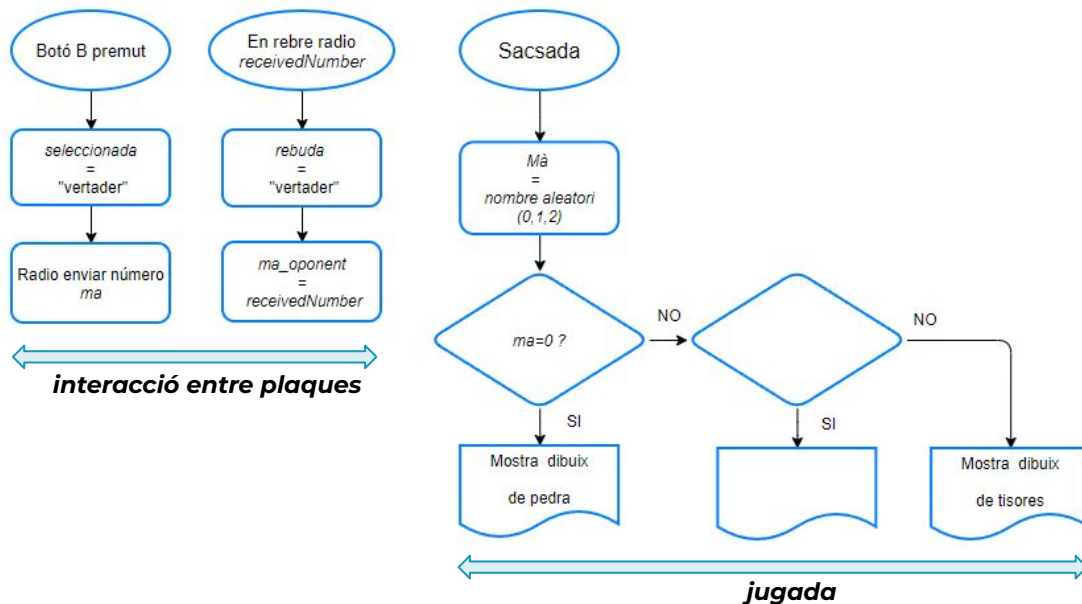 Botó B premut
seleccionada
=
"vertader"
Radio enviar número
ma
En rebre radio
receivedNumber
rebuda
=
"vertader"
ma_oponent
=
receivedNumber
interacció entre plaques
Sacsada
Mà
=
nombre aleatori
(0,1,2)
ma=0 ?
NO
NO
SI
SI
Mostra dibuix
de pedra
Mostra dibuix
de tisores
jugada